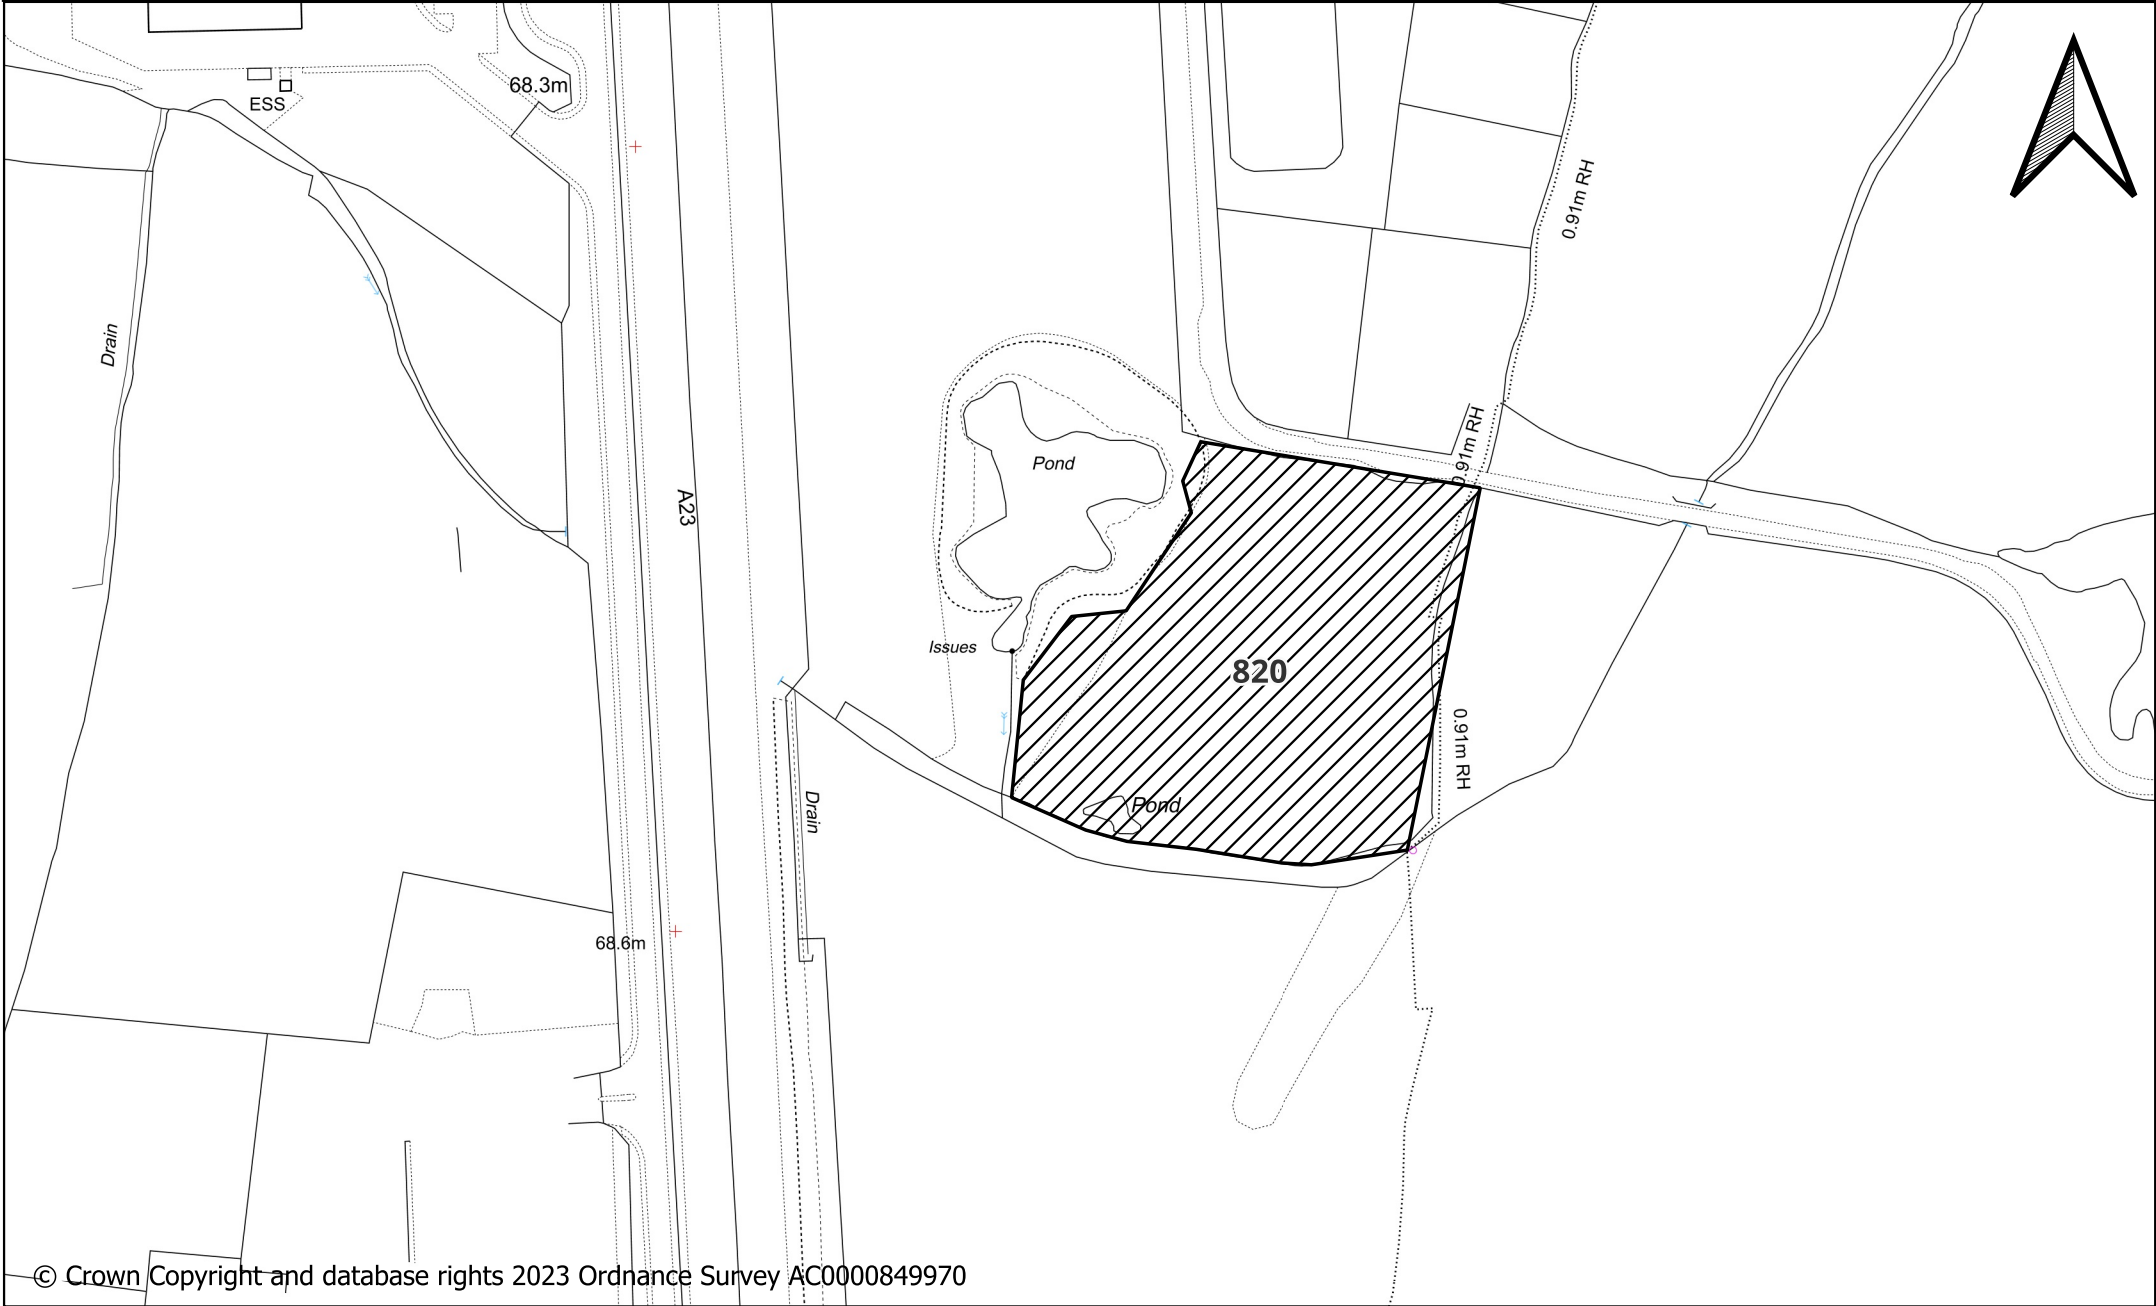 68.3m
ESS
0.91m RH
Drain
0.91m RH
Pond
A23
Issues
820
0.91m RH
Pond
Drain
68.6m
© Crown Copyright and database rights 2023 Ordnance Survey AC0000849970